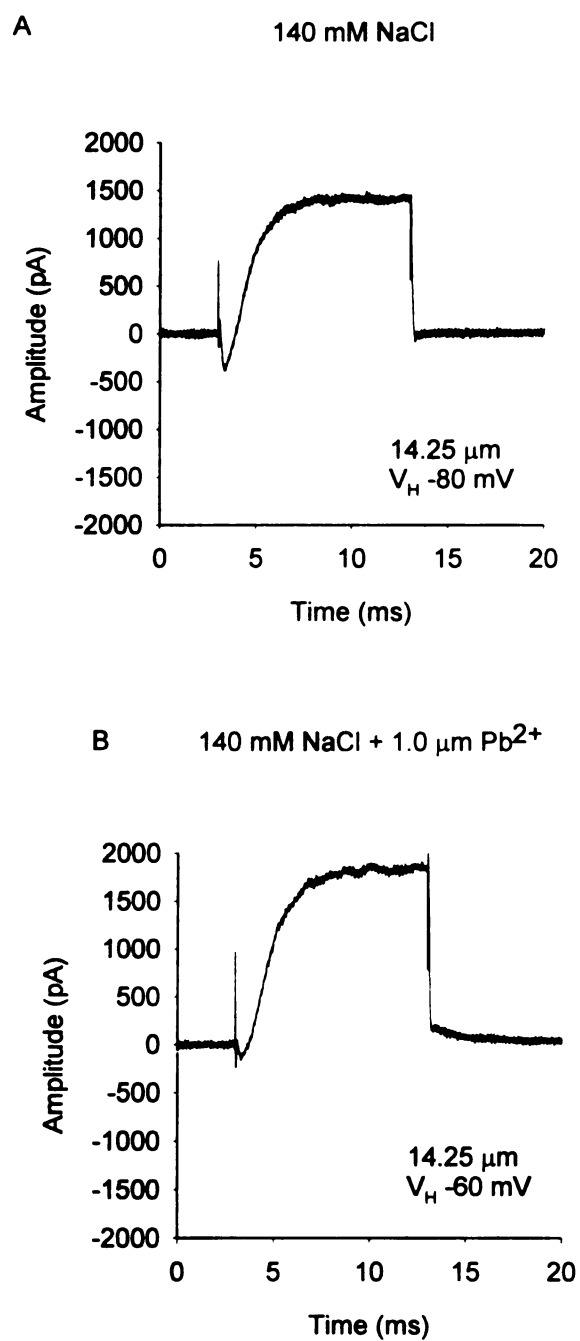 A
140 mM NaCl
2000
1500
1000
500
0
-500
-1000
-1500
-2000
Amplitude (pA)
14.25 μm
V_H -80 mV
0 5 10 15 20
Time (ms)
B
140 mM NaCl + 1.0 μm Pb²⁺
2000
1500
1000
500
0
-500
-1000
-1500
-2000
Amplitude (pA)
14.25 μm
V_H -60 mV
0 5 10 15 20
Time (ms)